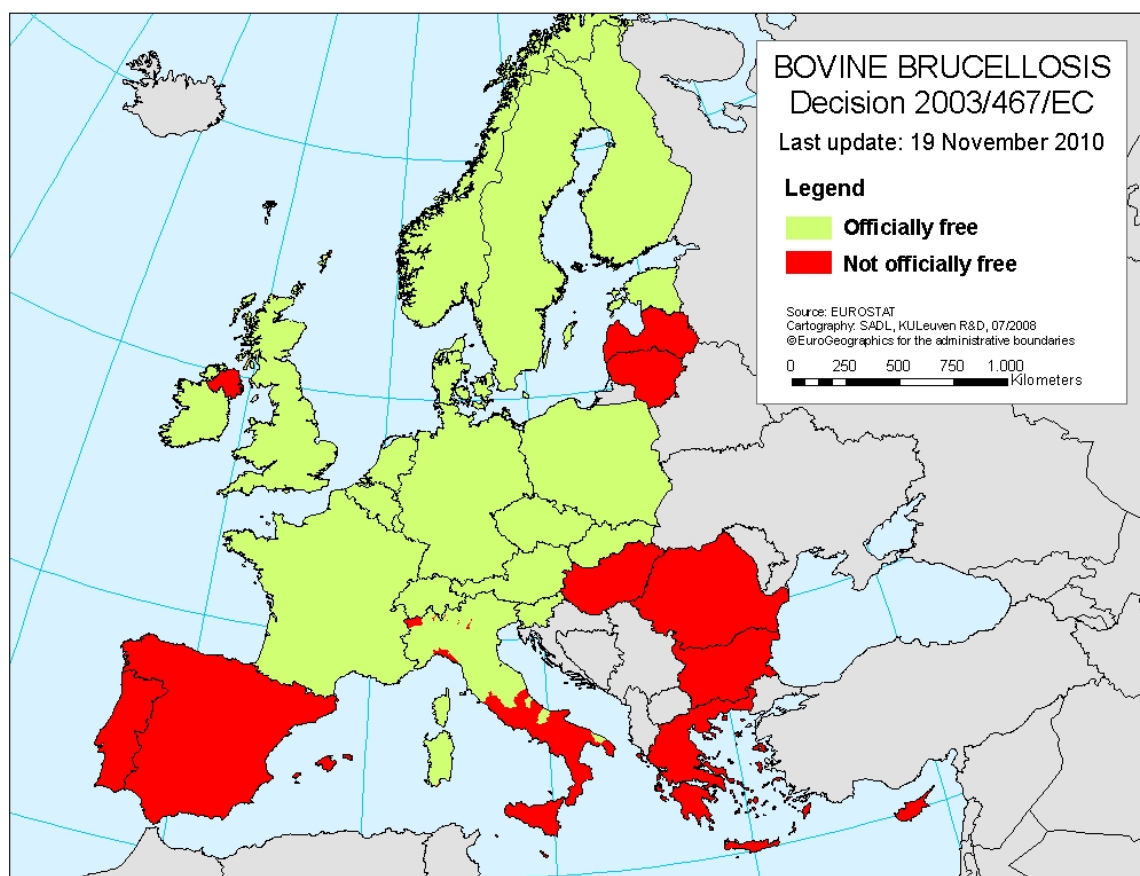 BOVINE BRUCELLOSIS
Decision 2003/467/EC
Last update: 19 November 2010
Legend
Officially free
Not officially free
Source: EUROSTAT
Cartography: SADL, KULeuven R&D, 07/2008
©EuroGeographics for the administrative boundaries
0 250 500 750 1.000
Kilometers